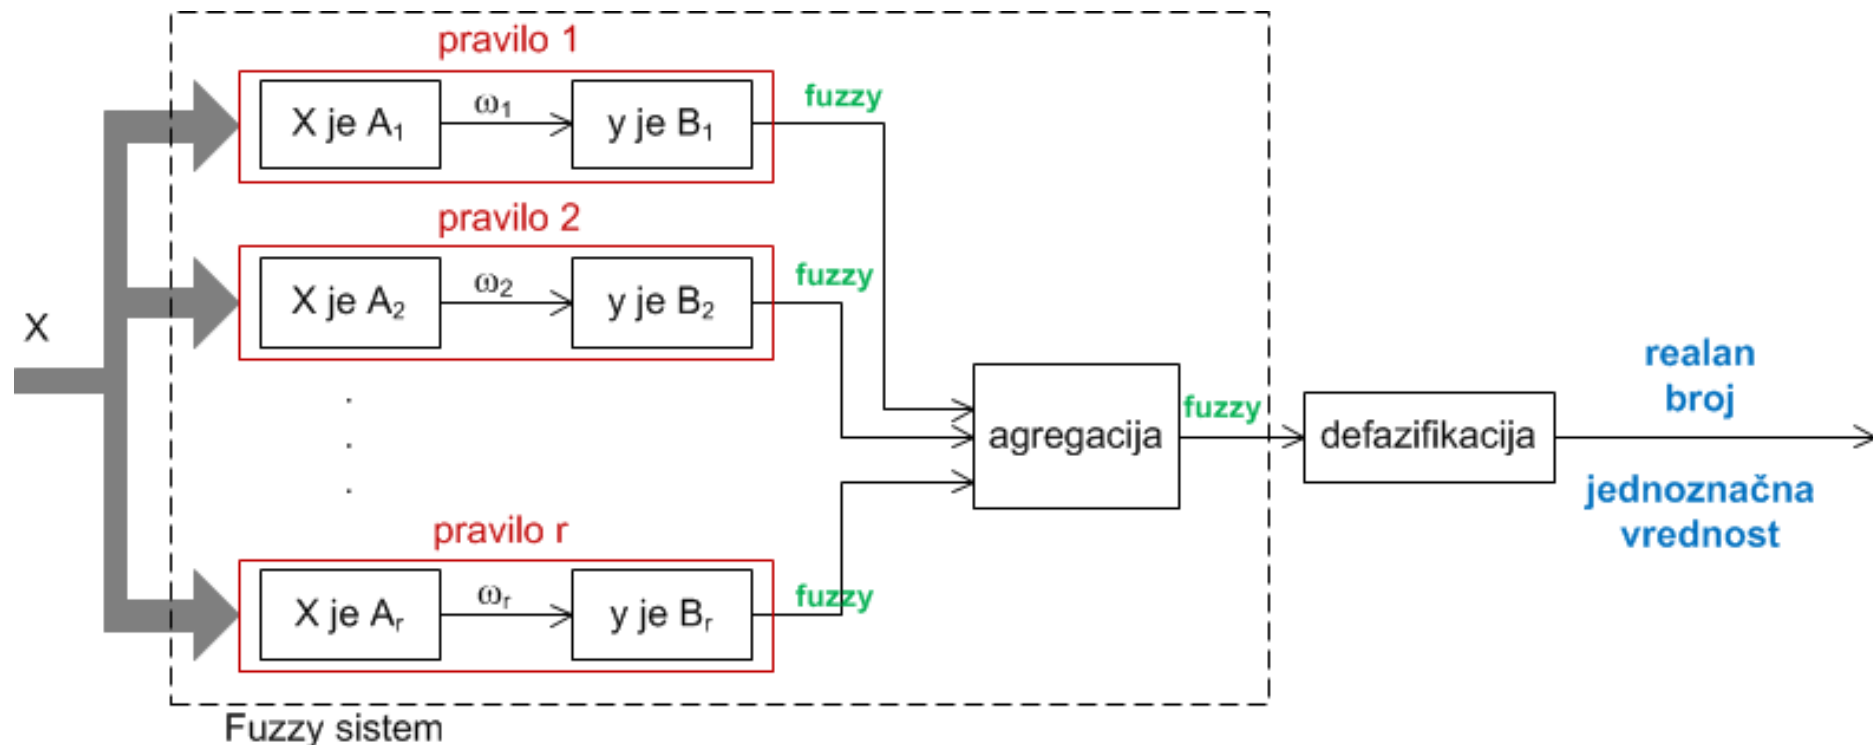 pravilo 1
X je A₁
ω₁
y je B₁
fuzzy
pravilo 2
X je A₂
ω₂
y je B₂
fuzzy
X
.
.
.
pravilo r
X je Aᵣ
ωᵣ
y je Bᵣ
fuzzy
agregacija
fuzzy
defazifikacija
realan
broj
jednoznačna
vrednost
Fuzzy sistem